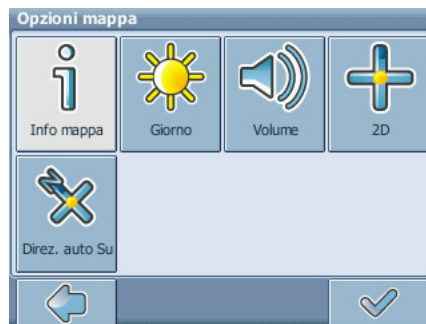 Opzioni mappa
Info mappa
Giorno
Volume
2D
Direz. auto Su